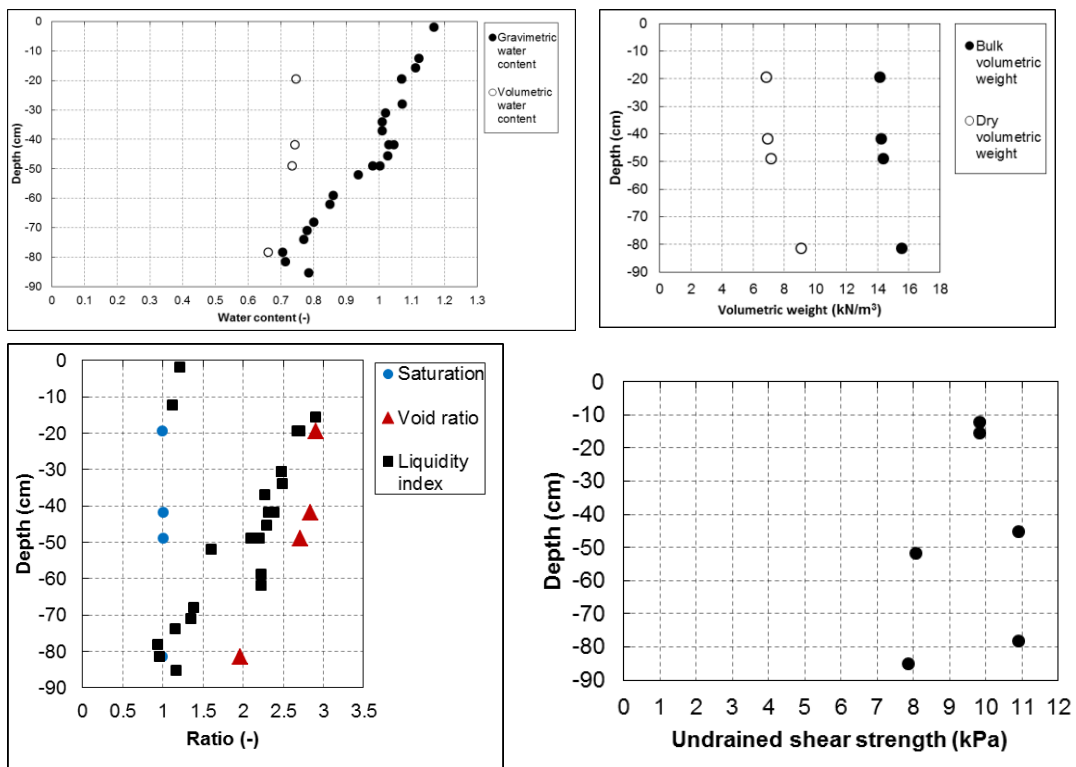 0
-10
-20
-30
-40
-50
-60
-70
-80
-90
Depth (cm)
0 0.1 0.2 0.3 0.4 0.5 0.6 0.7 0.8 0.9 1 1.1 1.2 1.3
Water content (-)
Gravimetric
water
content
Volumetric
water
content
0
-10
-20
-30
-40
-50
-60
-70
-80
-90
Depth (cm)
0 2 4 6 8 10 12 14 16 18
Volumetric weight (kN/m³)
Bulk
volumetric
weight
Dry
volumetric
weight
0
-10
-20
-30
-40
-50
-60
-70
-80
-90
Depth (cm)
0 0.5 1 1.5 2 2.5 3 3.5
Ratio (-)
Saturation
Void ratio
Liquidity
index
0
-10
-20
-30
-40
-50
-60
-70
-80
-90
Depth (cm)
0 1 2 3 4 5 6 7 8 9 10 11 12
Undrained shear strength (kPa)